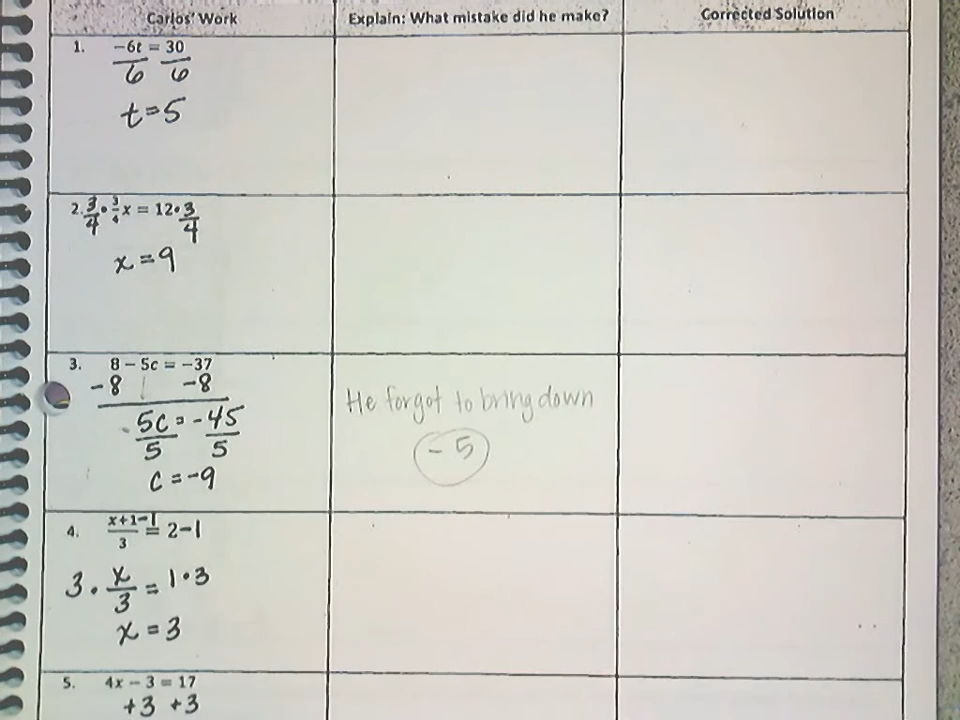 Carlos' Work
Explain: What mistake did he make?
Corrected Solution
1. -6t = 30
6 6
t = 5
2. 3/4 • 3/4 x = 12 • 3/4
x = 9
3. 8 - 5c = -37
-8 -8
5c = -45
5 5
c = -9
He forgot to bring down
- 5
4. x+1-1 = 2-1
3
3 • x/3 = 1 • 3
x = 3
5. 4x - 3 = 17
+3 +3